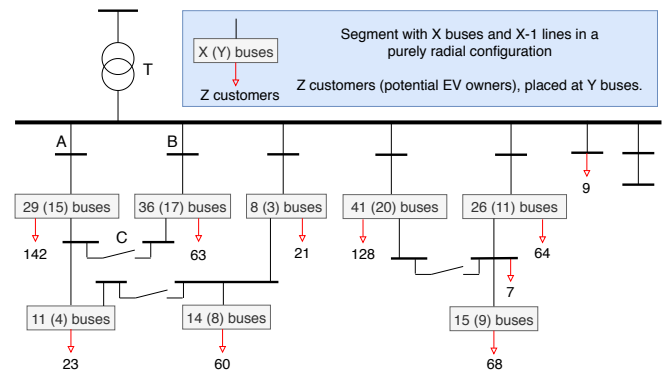 T
X (Y) buses
Z customers
Segment with X buses and X-1 lines in a
purely radial configuration
Z customers (potential EV owners), placed at Y buses.
A
B
9
29 (15) buses
36 (17) buses
8 (3) buses
41 (20) buses
26 (11) buses
142
C
63
21
128
64
7
11 (4) buses
14 (8) buses
15 (9) buses
23
60
68